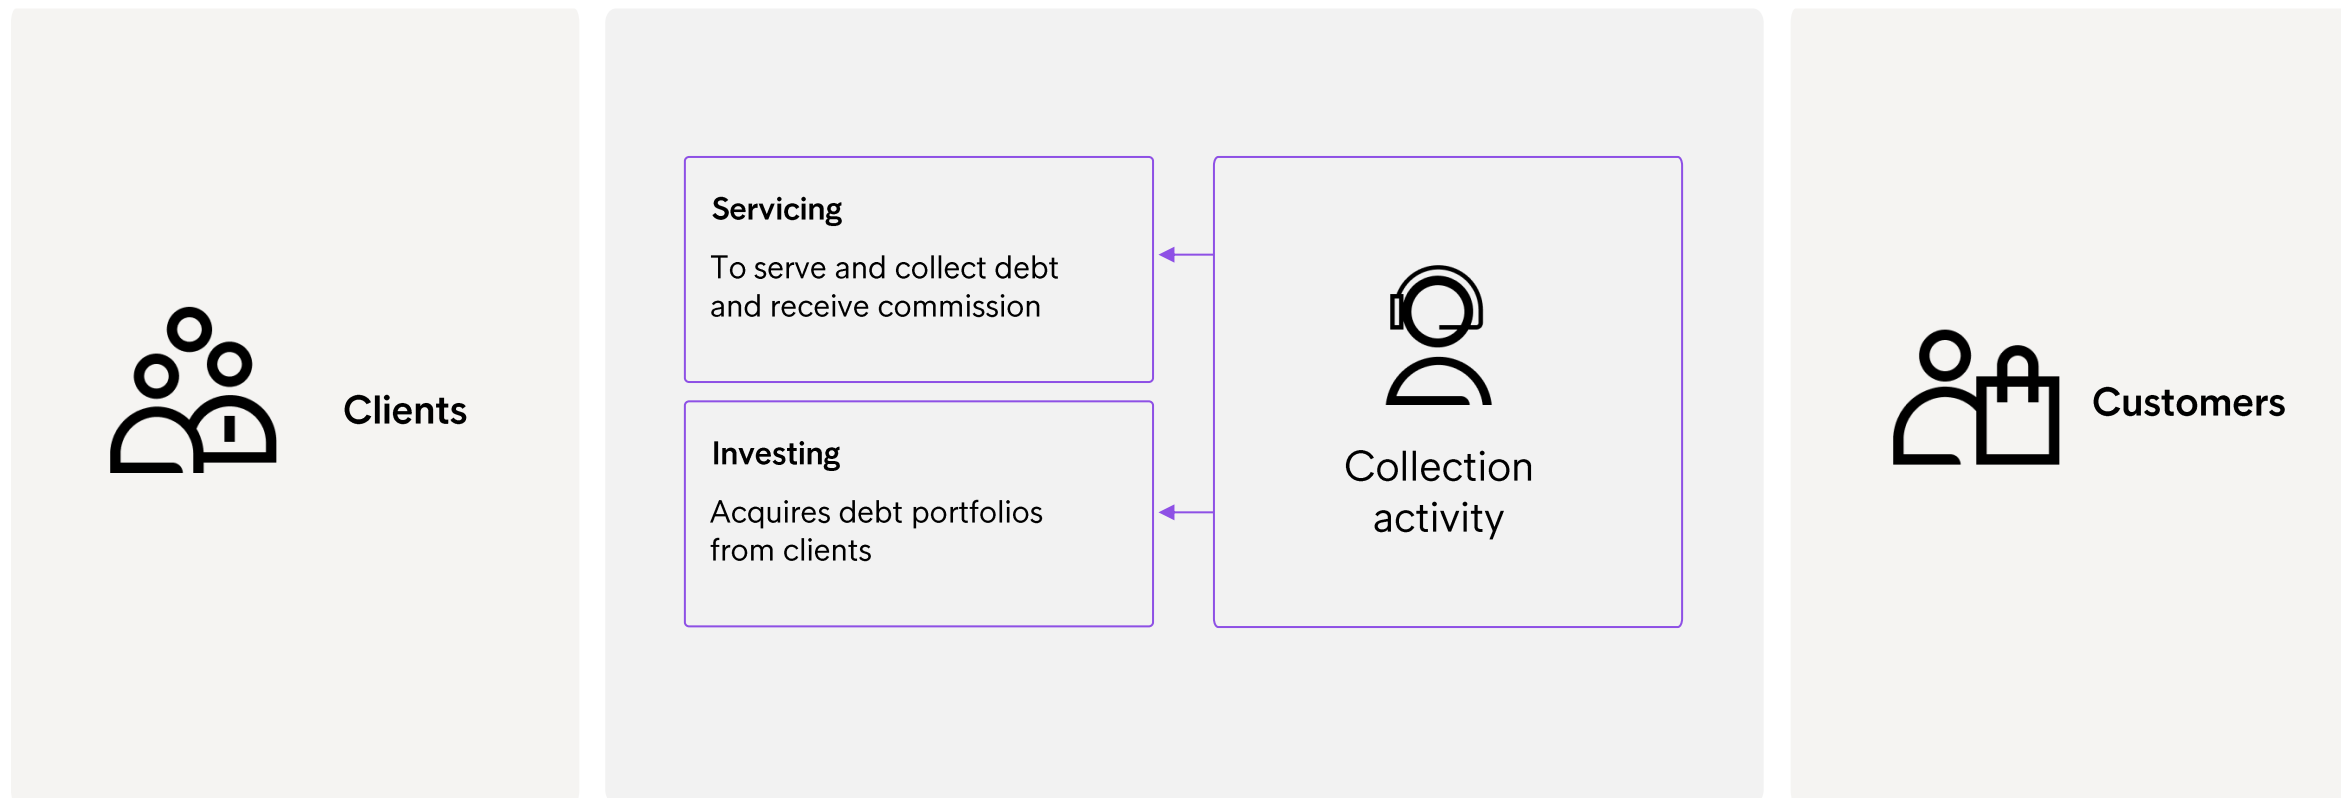 Clients
Servicing
To serve and collect debt
and receive commission
Investing
Acquires debt portfolios
from clients
Collection
activity
Customers